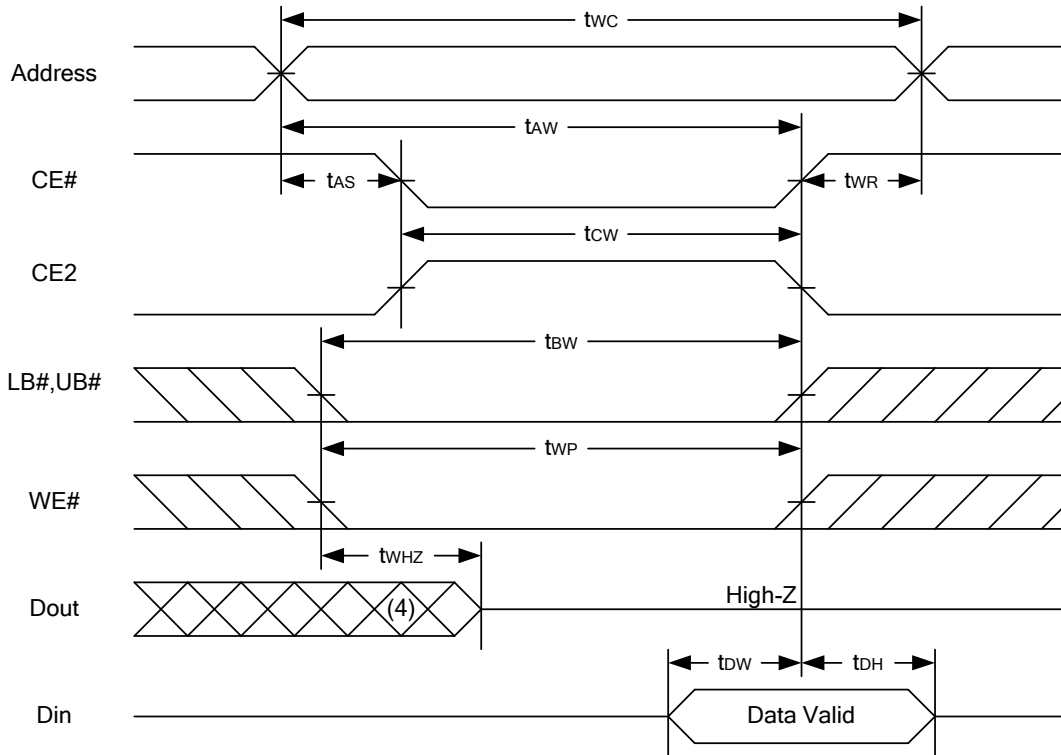 tWC
Address
tAW
CE#
tAS
tWR
tCW
CE2
tBW
LB#,UB#
tWP
WE#
tWHZ
Dout
(4)
High-Z
tDW
tDH
Din
Data Valid